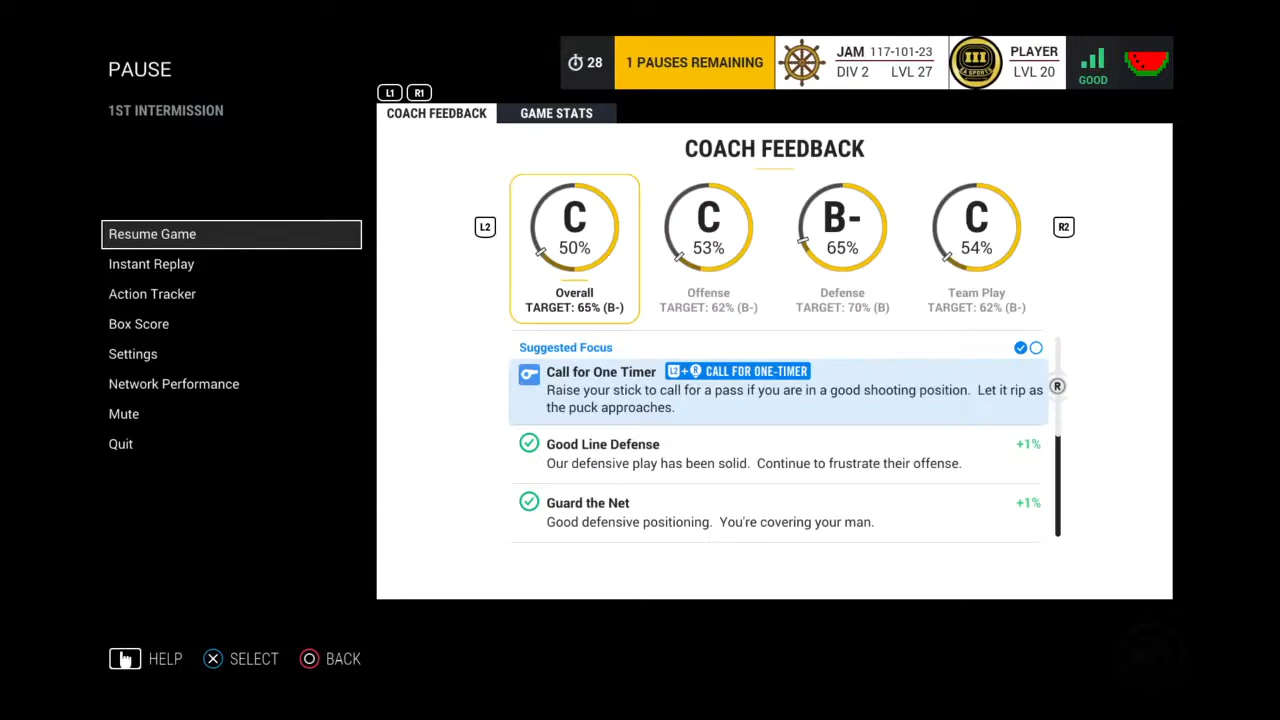 PAUSE
1ST INTERMISSION
28
1 PAUSES REMAINING
JAM 117-101-23
DIV 2 LVL 27
III
EA SPORTS
PLAYER
LVL 20
GOOD
L1 R1
COACH FEEDBACK GAME STATS
Resume Game
Instant Replay
Action Tracker
Box Score
Settings
Network Performance
Mute
Quit
COACH FEEDBACK
L2
C
50%
Overall
TARGET: 65% (B-)
C
53%
Offense
TARGET: 62% (B-)
B-
65%
Defense
TARGET: 70% (B)
C
54%
Team Play
TARGET: 62% (B-)
R2
Suggested Focus
Call for One Timer L2 + R CALL FOR ONE-TIMER
Raise your stick to call for a pass if you are in a good shooting position. Let it rip as
the puck approaches.
R
Good Line Defense +1%
Our defensive play has been solid. Continue to frustrate their offense.
Guard the Net +1%
Good defensive positioning. You're covering your man.
HELP SELECT BACK